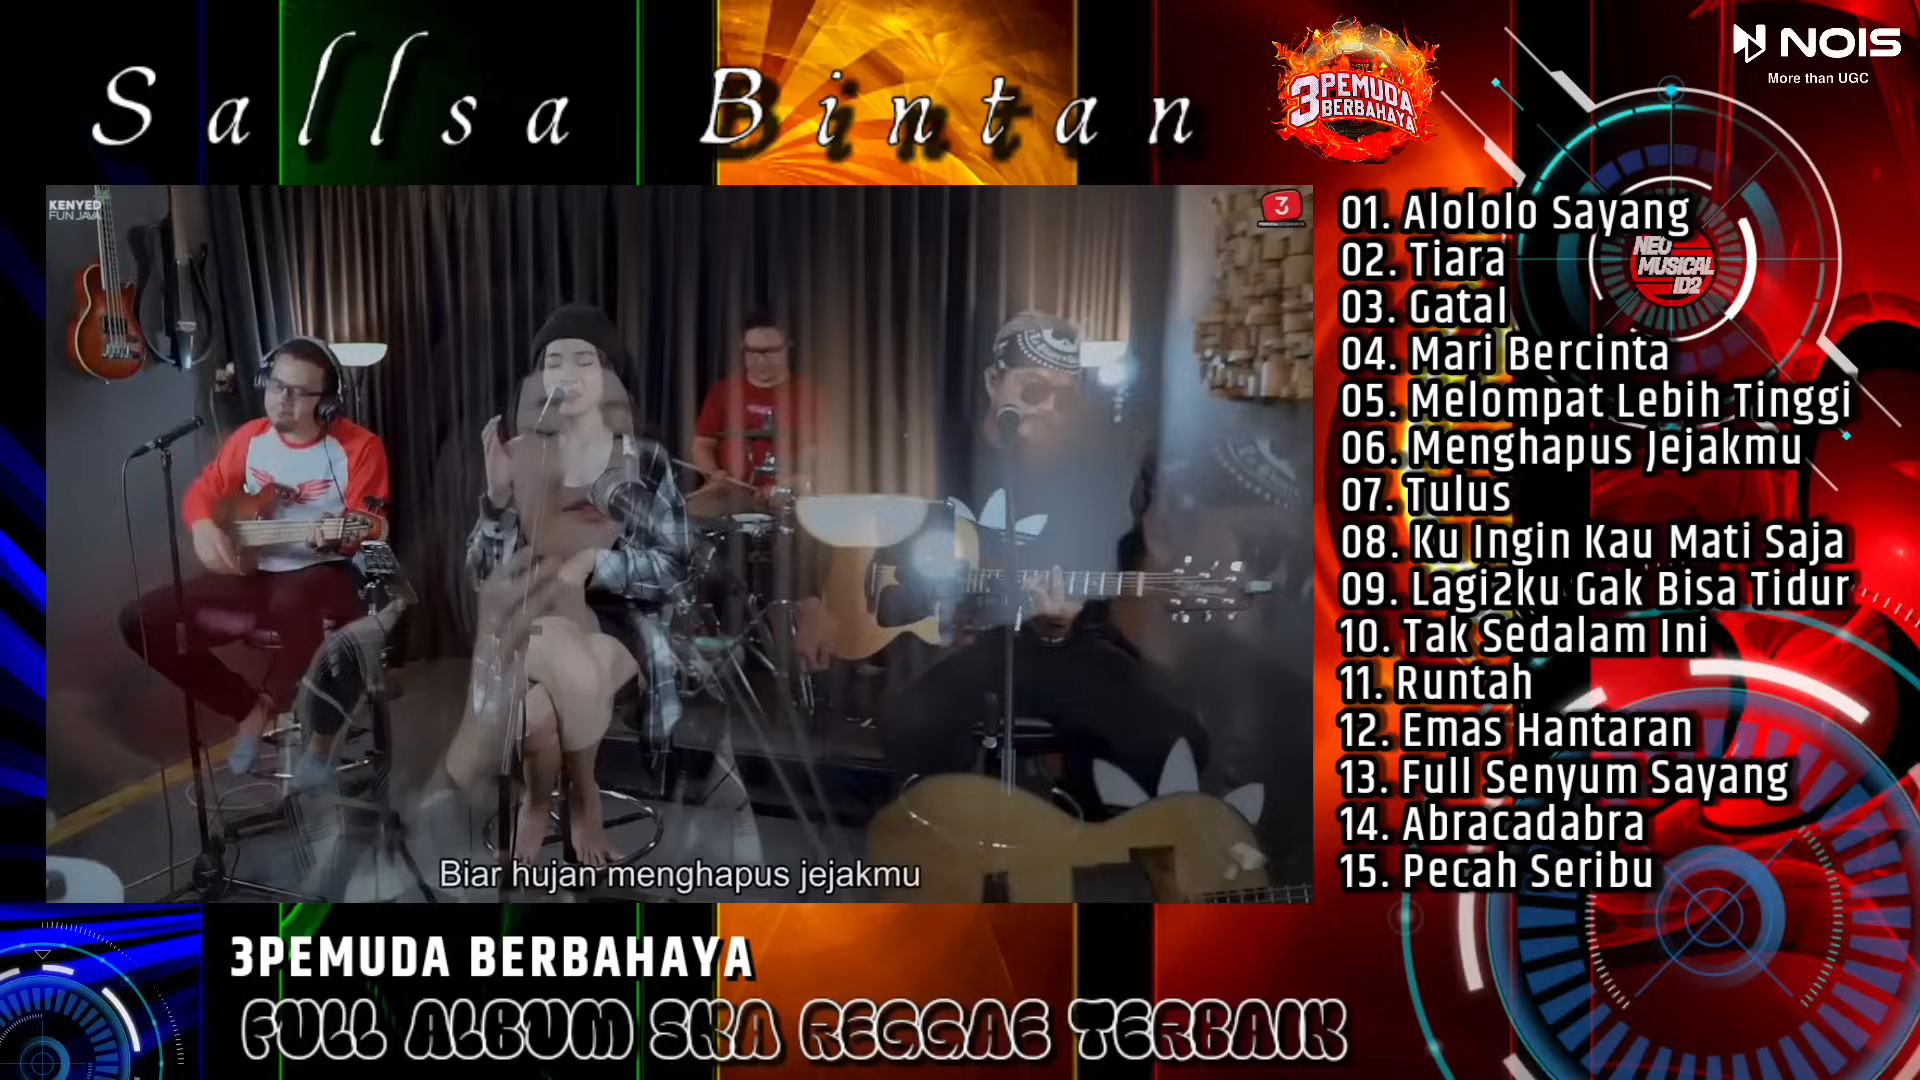 Sallsa Bintan
3PEMUDA
BERBAHAYA
NOIS
More than UGC
KENYED
FUN JAVA
3
01. Alololo Sayang
02. Tiara
03. Gatal
04. Mari Bercinta
05. Melompat Lebih Tinggi
06. Menghapus Jejakmu
07. Tulus
08. Ku Ingin Kau Mati Saja
09. Lagi2ku Gak Bisa Tidur
10. Tak Sedalam Ini
11. Runtah
12. Emas Hantaran
13. Full Senyum Sayang
14. Abracadabra
15. Pecah Seribu
NEO
MUSICAL
ID2
Biar hujan menghapus jejakmu
3PEMUDA BERBAHAYA
FULL ALBUM SKA REGGAE TERBAIK